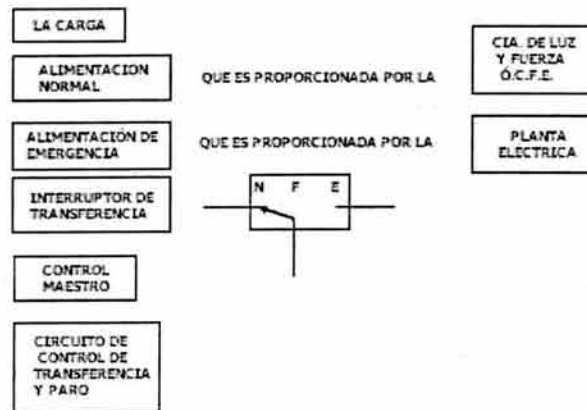 LA CARGA
ALIMENTACION
NORMAL
QUE ES PROPORCIONADA POR LA
CIA. DE LUZ
Y FUERZA
Ó.C.F.E.
ALIMENTACIÓN DE
EMERGENCIA
QUE ES PROPORCIONADA POR LA
PLANTA
ELECTRICA
INTERRUPTOR DE
TRANSFERENCIA
N F E
CONTROL
MAESTRO
CIRCUITO DE
CONTROL DE
TRANSFERENCIA
Y PARO